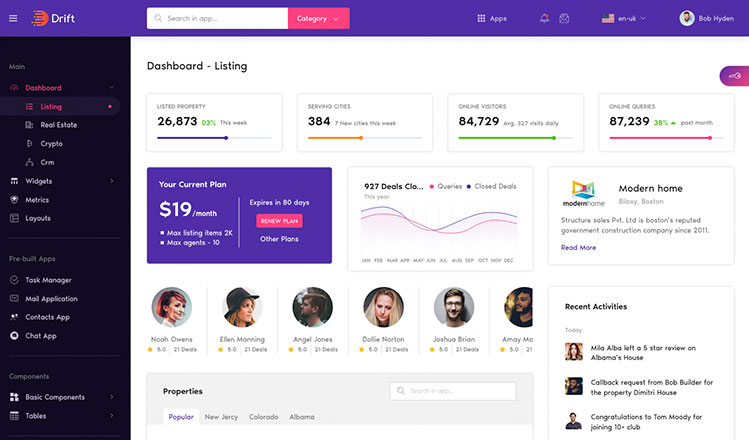 Drift
Search in app...
Category
Apps
en-uk
Bob Hyden
Main
Dashboard
Listing
Real Estate
Crypto
Crm
Widgets
Metrics
Layouts
Pre-built Apps
Task Manager
Mail Application
Contacts App
Chat App
Components
Basic Components
Tables
Dashboard - Listing
LISTED PROPERTY
26,873 03% This week
SERVING CITIES
384 7 New cities this week
ONLINE VISITORS
84,729 Avg. 327 visits daily
ONLINE QUERIES
87,239 38% past month
Your Current Plan
$19/month
Max listing items 2K
Max agents - 10
Expires in 80 days
RENEW PLAN
Other Plans
927 Deals Clo...
Queries
Closed Deals
This year
JAN FEB MAR APR MAY JUN JUL AUG SEP OCT NOV DEC
modernhome
Modern home
Biloxy, Boston
Structure sales Pvt. Ltd is boston's reputed
government construction company since 2011.
Read More
Noah Owens
5.0 21 Deals
Ellen Manning
5.0 21 Deals
Angel Jones
5.0 21 Deals
Dollie Norton
5.0 21 Deals
Joshua Brian
5.0 21 Deals
Amay Mo
5.0 21
Properties
Search in app...
Popular New Jercy Colorado Albama
Recent Activities
Today
Mila Alba left a 5 star review on
Albama's House
Callback request from Bob Builder for
the property Dimitri House
Congratulations to Tom Moody for
joining 10+ club